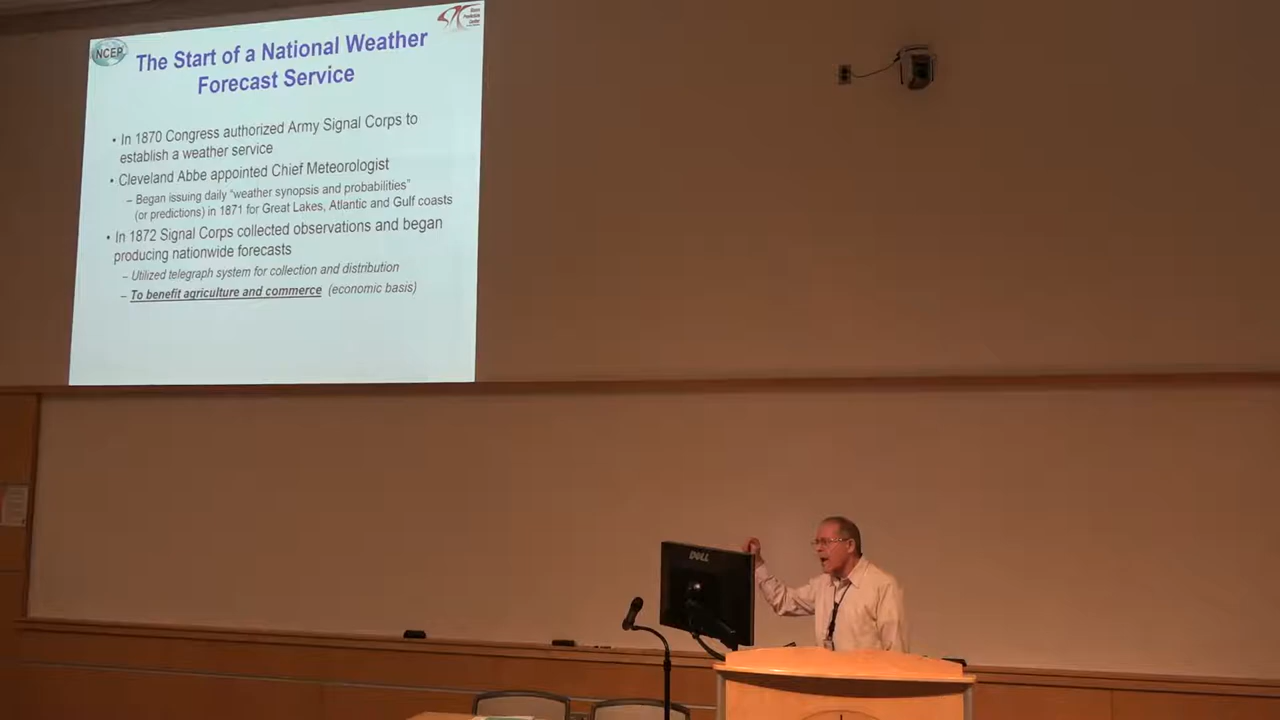 NCEP
SPC
The Start of a National Weather
Forecast Service
• In 1870 Congress authorized Army Signal Corps to
establish a weather service
• Cleveland Abbe appointed Chief Meteorologist
– Began issuing daily “weather synopsis and probabilities”
(or predictions) in 1871 for Great Lakes, Atlantic and Gulf coasts
• In 1872 Signal Corps collected observations and began
producing nationwide forecasts
– Utilized telegraph system for collection and distribution
– To benefit agriculture and commerce (economic basis)
DELL